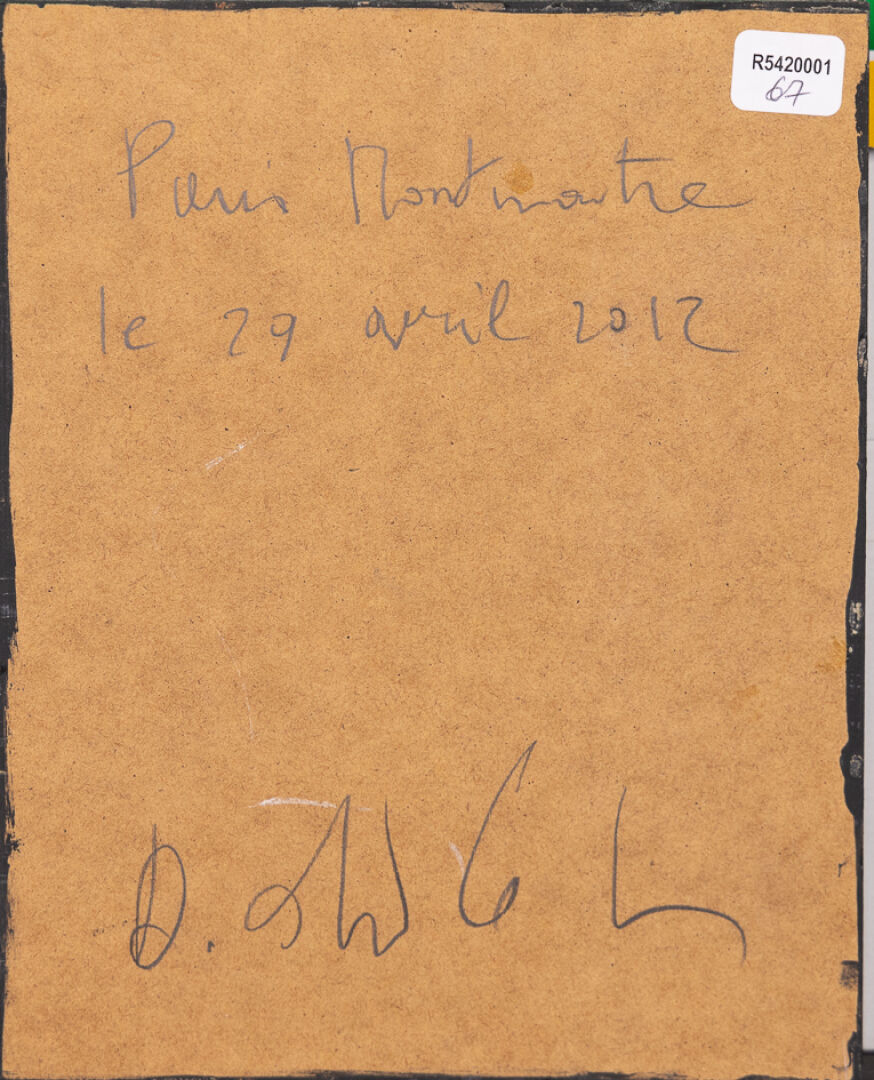 R5420001
67
Paris Montmartre
le 29 avril 2012
D.